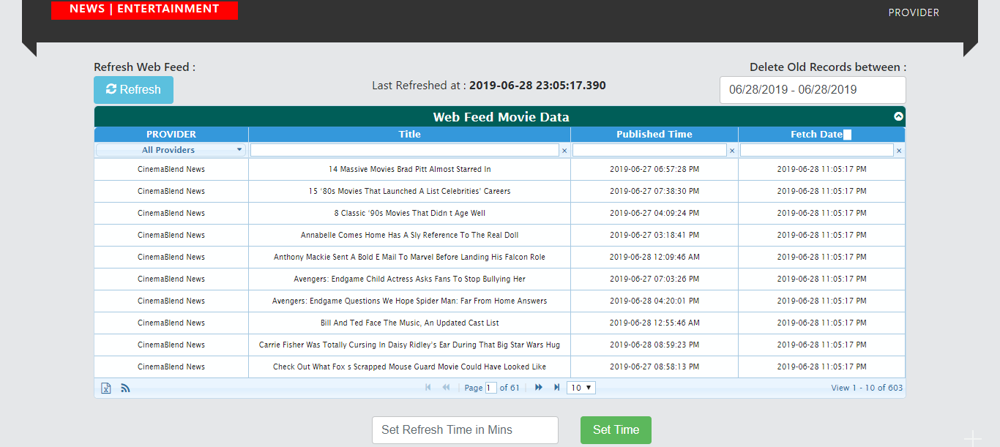 NEWS | ENTERTAINMENT
PROVIDER
Refresh Web Feed :
Delete Old Records between :
Refresh
Last Refreshed at : 2019-06-28 23:05:17.390
06/28/2019 - 06/28/2019
Web Feed Movie Data
PROVIDER Title Published Time Fetch Date
All Providers x x x
CinemaBlend News 14 Massive Movies Brad Pitt Almost Starred In 2019-06-27 06:57:28 PM 2019-06-28 11:05:17 PM
CinemaBlend News 15 ‘80s Movies That Launched A List Celebrities’ Careers 2019-06-27 07:38:30 PM 2019-06-28 11:05:17 PM
CinemaBlend News 8 Classic ‘90s Movies That Didn t Age Well 2019-06-27 04:09:24 PM 2019-06-28 11:05:17 PM
CinemaBlend News Annabelle Comes Home Has A Sly Reference To The Real Doll 2019-06-27 03:18:41 PM 2019-06-28 11:05:17 PM
CinemaBlend News Anthony Mackie Sent A Bold E Mail To Marvel Before Landing His Falcon Role 2019-06-28 12:09:46 AM 2019-06-28 11:05:17 PM
CinemaBlend News Avengers: Endgame Child Actress Asks Fans To Stop Bullying Her 2019-06-27 07:03:26 PM 2019-06-28 11:05:17 PM
CinemaBlend News Avengers: Endgame Questions We Hope Spider Man: Far From Home Answers 2019-06-28 04:20:01 PM 2019-06-28 11:05:17 PM
CinemaBlend News Bill And Ted Face The Music, An Updated Cast List 2019-06-28 12:55:46 AM 2019-06-28 11:05:17 PM
CinemaBlend News Carrie Fisher Was Totally Cursing In Daisy Ridley’s Ear During That Big Star Wars Hug 2019-06-28 08:59:23 PM 2019-06-28 11:05:17 PM
CinemaBlend News Check Out What Fox s Scrapped Mouse Guard Movie Could Have Looked Like 2019-06-27 08:58:13 PM 2019-06-28 11:05:17 PM
Page 1 of 61 10 View 1 - 10 of 603
Set Refresh Time in Mins Set Time